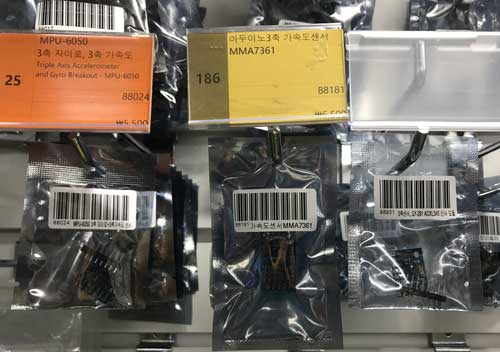 MPU-6050
3축 자이로, 3축 가속도
Triple Axis Accelerometer
and Gyro Breakout - MPU-6050
25
88024
₩5,500
아두이노3축 가속도센서
MMA7361
186
88181
88024
88181 가속도센서MMA7361